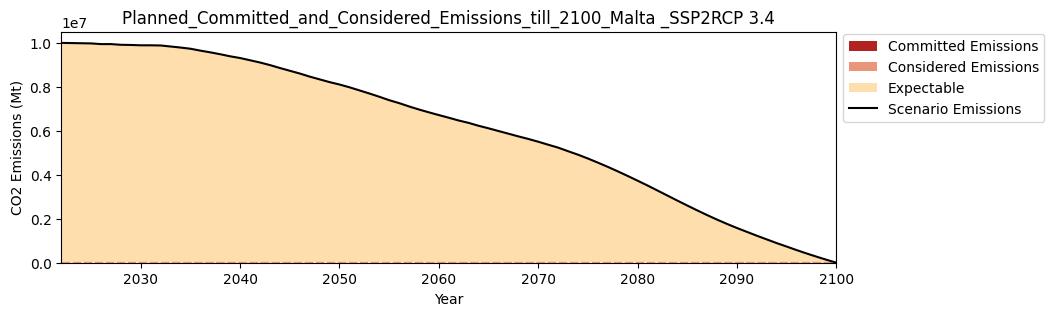 Planned_Committed_and_Considered_Emissions_till_2100_Malta _SSP2RCP 3.4
1e7
1.0
0.8
0.6
0.4
0.2
0.0
CO2 Emissions (Mt)
2030 2040 2050 2060 2070 2080 2090 2100
Year
Committed Emissions
Considered Emissions
Expectable
Scenario Emissions